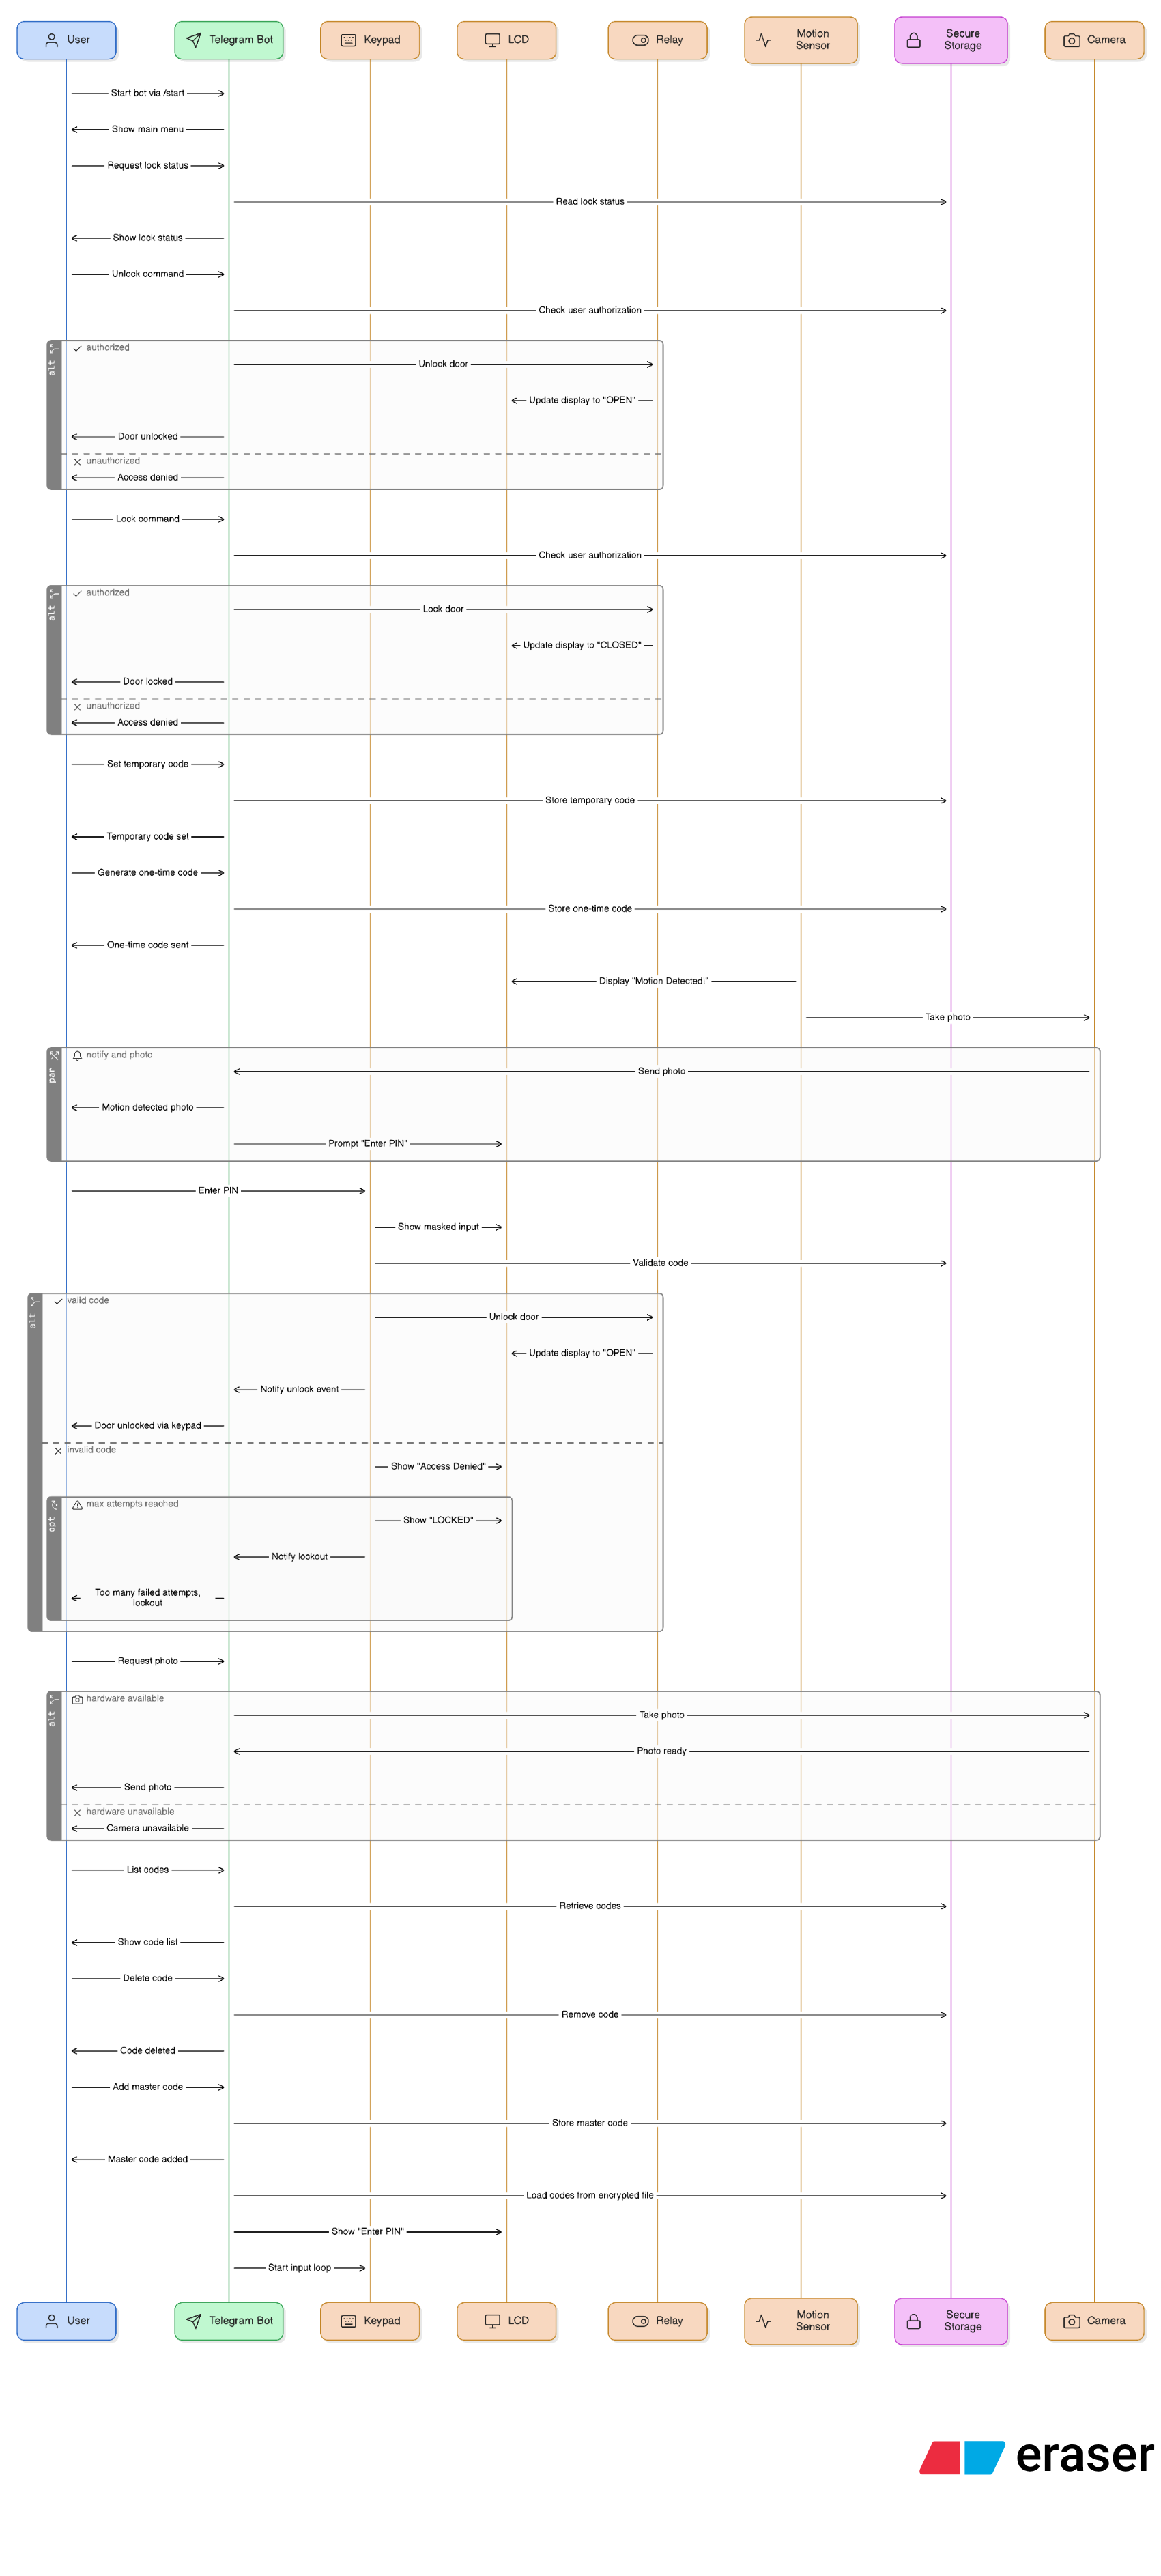 User
Telegram Bot
Keypad
LCD
Relay
Motion
Sensor
Secure
Storage
Camera
Start bot via /start
Show main menu
Request lock status
Read lock status
Show lock status
Unlock command
Check user authorization
alt
authorized
Unlock door
Update display to "OPEN"
Door unlocked
unauthorized
Access denied
Lock command
Check user authorization
alt
authorized
Lock door
Update display to "CLOSED"
Door locked
unauthorized
Access denied
Set temporary code
Store temporary code
Temporary code set
Generate one-time code
Store one-time code
One-time code sent
Display "Motion Detected!"
Take photo
par
notify and photo
Send photo
Motion detected photo
Prompt "Enter PIN"
Enter PIN
Show masked input
Validate code
alt
valid code
Unlock door
Update display to "OPEN"
Notify unlock event
Door unlocked via keypad
invalid code
Show "Access Denied"
opt
max attempts reached
Show "LOCKED"
Notify lockout
Too many failed attempts,
lockout
Request photo
alt
hardware available
Take photo
Photo ready
Send photo
hardware unavailable
Camera unavailable
List codes
Retrieve codes
Show code list
Delete code
Remove code
Code deleted
Add master code
Store master code
Master code added
Load codes from encrypted file
Show "Enter PIN"
Start input loop
User
Telegram Bot
Keypad
LCD
Relay
Motion
Sensor
Secure
Storage
Camera
eraser